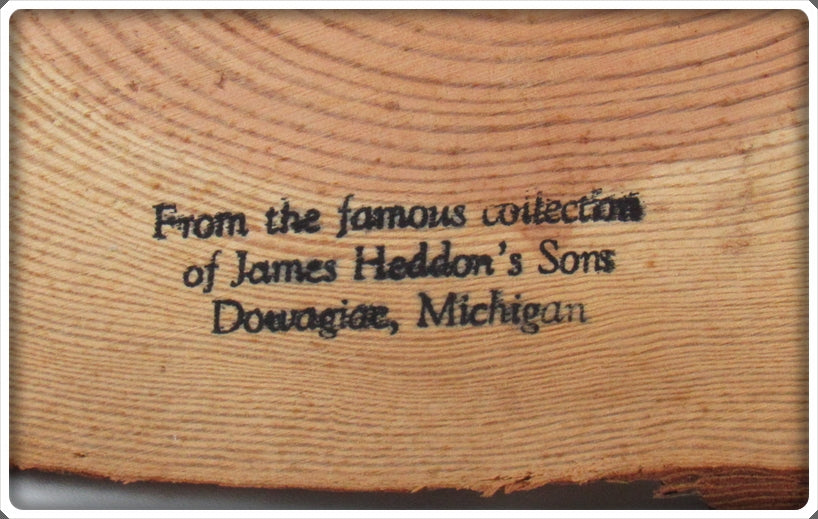 From the famous collection
of James Heddon's Sons
Dowagiac, Michigan